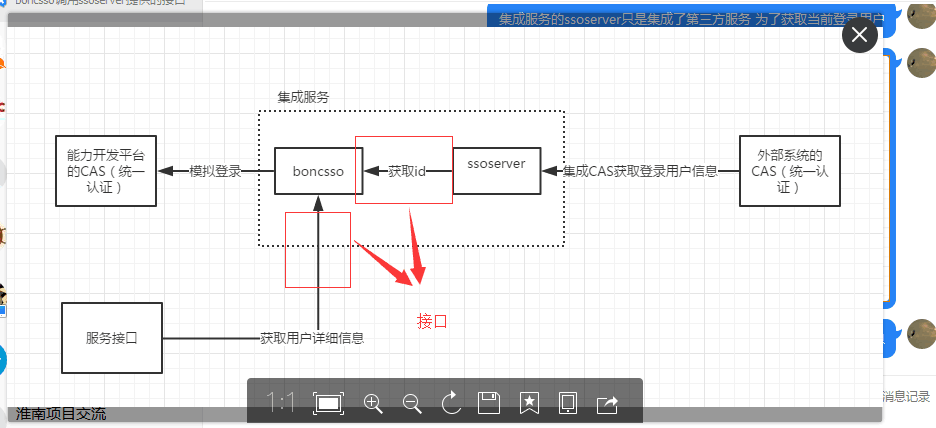 boncsso调用ssoserver提供的接口
集成服务的ssoserver只是集成了第三方服务 为了获取当前登录用户
集成服务
能力开发平台
的CAS（统一
认证）
模拟登录
boncsso
获取id
ssoserver
集成CAS获取登录用户信息
外部系统的
CAS（统一认
证）
接口
服务接口
获取用户详细信息
1:1
消息记录
淮南项目交流